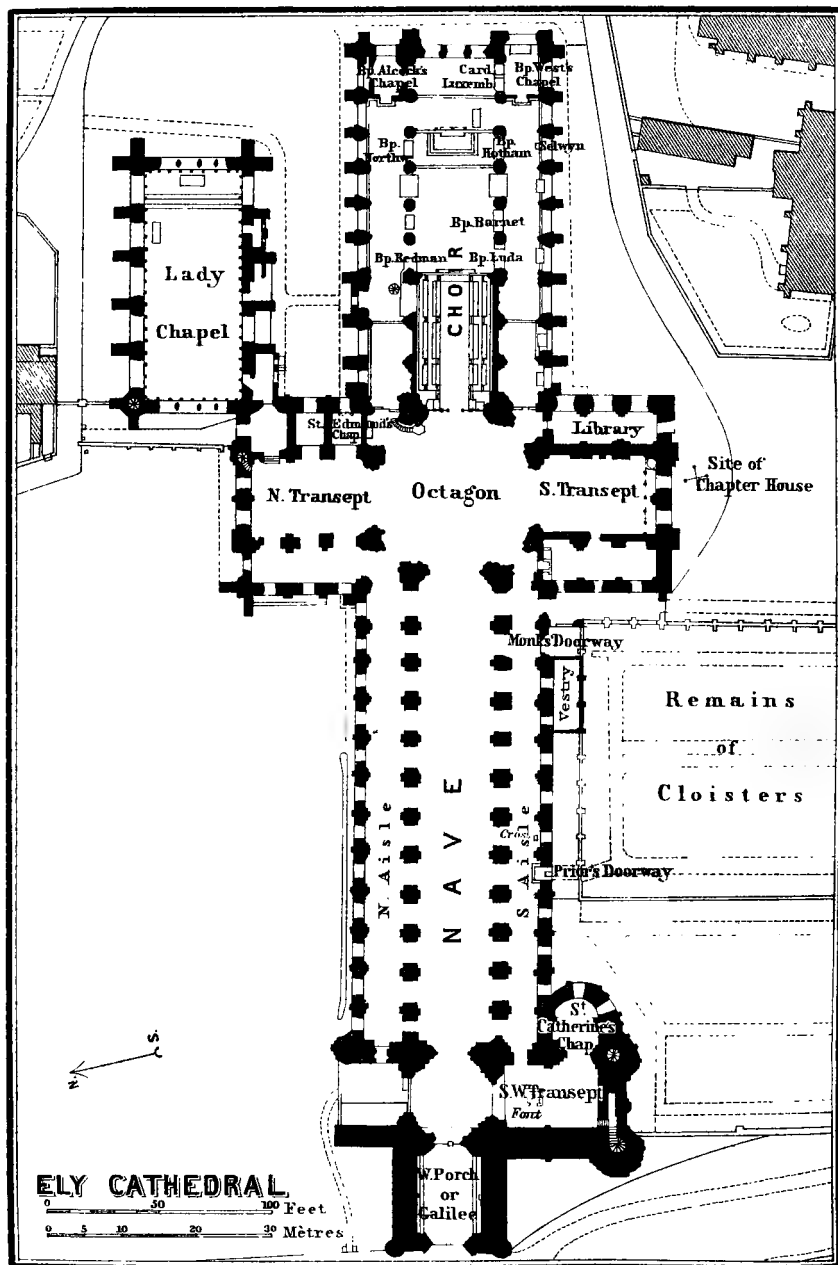 Bp. Alcock's
Chapel
Card.
Luxemb.
Bp. West's
Chapel
Bp.
Northw.
Bp.
Hotham
Selwyn
Bp. Barnet
Bp. Redman
Bp. Luda
CHOIR
Lady
Chapel
St. Edmund's
Chap.
Library
N. Transept
Octagon
S. Transept
Site of
Chapter House
Monks' Doorway
Vestry
Remains
of
Cloisters
N. Aisle
NAVE
S. Aisle
Cross
Prior's Doorway
St
Catherine's
Chap.
S.W. Transept
Font
N. S.
W. Porch
or
Galilee
ELY CATHEDRAL
0 50 100 Feet
0 5 10 20 30 Mètres